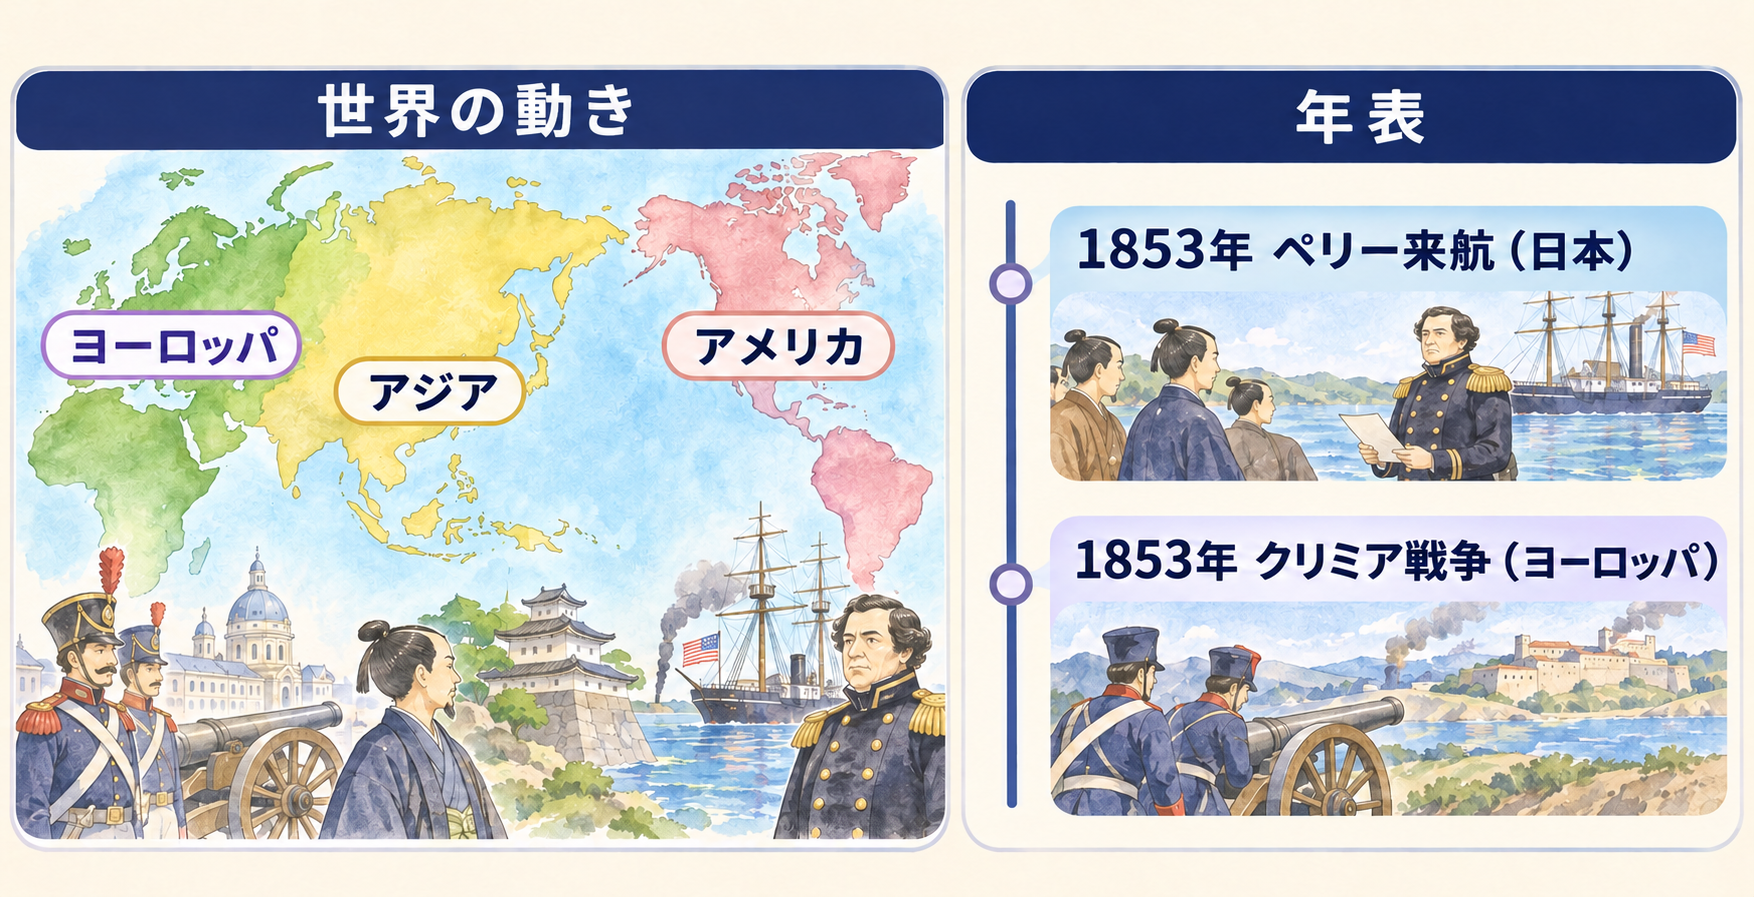 世界の動き
ヨーロッパ
アジア
アメリカ
年表
1853年 ペリー来航（日本）
1853年 クリミア戦争（ヨーロッパ）